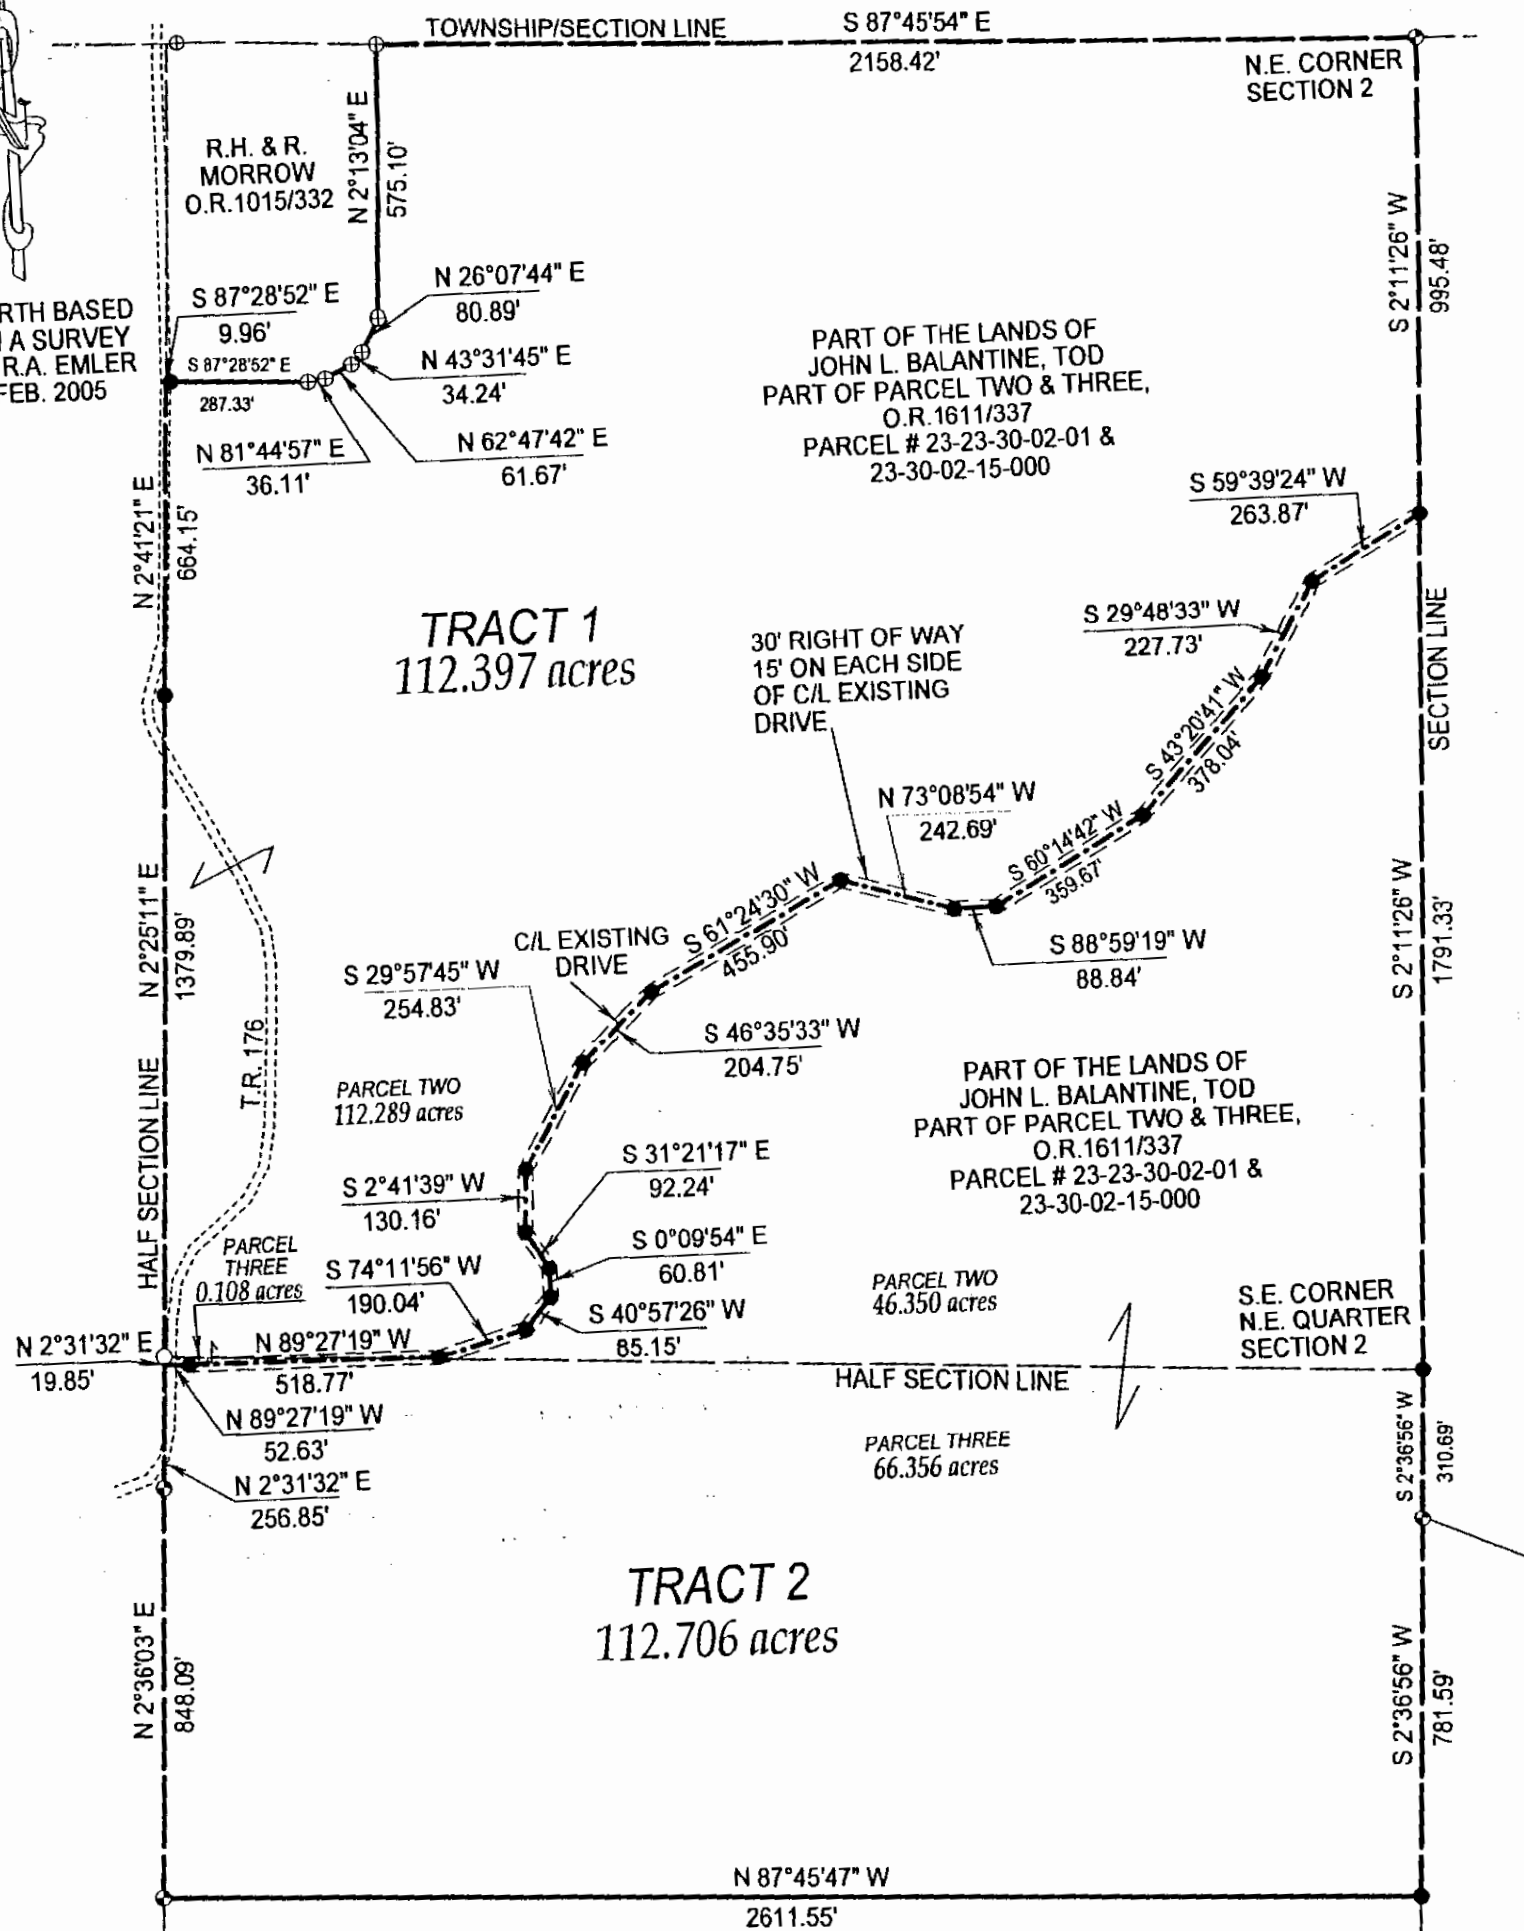 TOWNSHIP/SECTION LINE
S 87°45'54" E
2158.42'
N.E. CORNER
SECTION 2
R.H. & R.
MORROW
O.R.1015/332
N 2°13'04" E
575.10'
S 2°11'26" W
995.48'
RTH BASED
A SURVEY
R.A. EMLER
FEB. 2005
S 87°28'52" E
9.96'
S 87°28'52" E
287.33'
N 26°07'44" E
80.89'
N 43°31'45" E
34.24'
N 81°44'57" E
36.11'
N 62°47'42" E
61.67'
PART OF THE LANDS OF
JOHN L. BALANTINE, TOD
PART OF PARCEL TWO & THREE,
O.R.1611/337
PARCEL # 23-23-30-02-01 &
23-30-02-15-000
S 59°39'24" W
263.87'
N 2°41'21" E
664.15'
TRACT 1
112.397 acres
30' RIGHT OF WAY
15' ON EACH SIDE
OF C/L EXISTING
DRIVE
S 29°48'33" W
227.73'
SECTION LINE
S 43°20'41" W
378.04'
N 73°08'54" W
242.69'
S 60°14'42" W
359.67'
S 88°59'19" W
88.84'
S 2°11'26" W
1791.33'
N 2°25'11" E
1379.89'
S 61°24'30" W
455.90'
C/L EXISTING
DRIVE
S 29°57'45" W
254.83'
S 46°35'33" W
204.75'
T.R. 176
HALF SECTION LINE
PARCEL TWO
112.289 acres
PART OF THE LANDS OF
JOHN L. BALANTINE, TOD
PART OF PARCEL TWO & THREE,
O.R.1611/337
PARCEL # 23-23-30-02-01 &
23-30-02-15-000
S 31°21'17" E
92.24'
S 2°41'39" W
130.16'
S 0°09'54" E
60.81'
PARCEL
THREE
0.108 acres
S 74°11'56" W
190.04'
S 40°57'26" W
85.15'
PARCEL TWO
46.350 acres
S.E. CORNER
N.E. QUARTER
SECTION 2
N 2°31'32" E
19.85'
N 89°27'19" W
518.77'
HALF SECTION LINE
N 89°27'19" W
52.63'
N 2°31'32" E
256.85'
PARCEL THREE
66.356 acres
S 2°36'56" W
310.69'
TRACT 2
112.706 acres
N 2°36'03" E
848.09'
S 2°36'56" W
781.59'
N 87°45'47" W
2611.55'